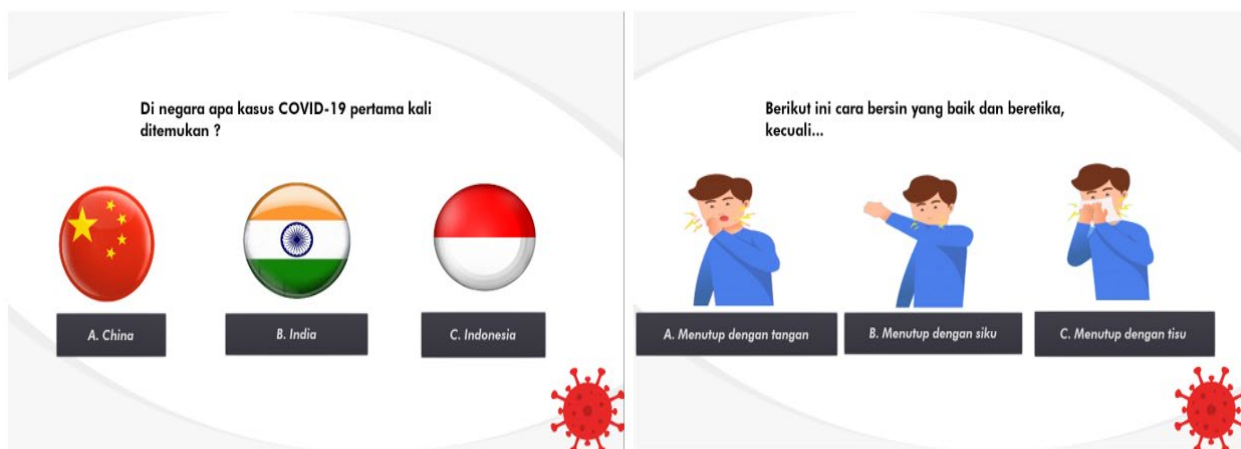 Di negara apa kasus COVID-19 pertama kali
ditemukan ?
A. China
B. India
C. Indonesia
Berikut ini cara bersin yang baik dan beretika,
kecuali...
A. Menutup dengan tangan
B. Menutup dengan siku
C. Menutup dengan tisu